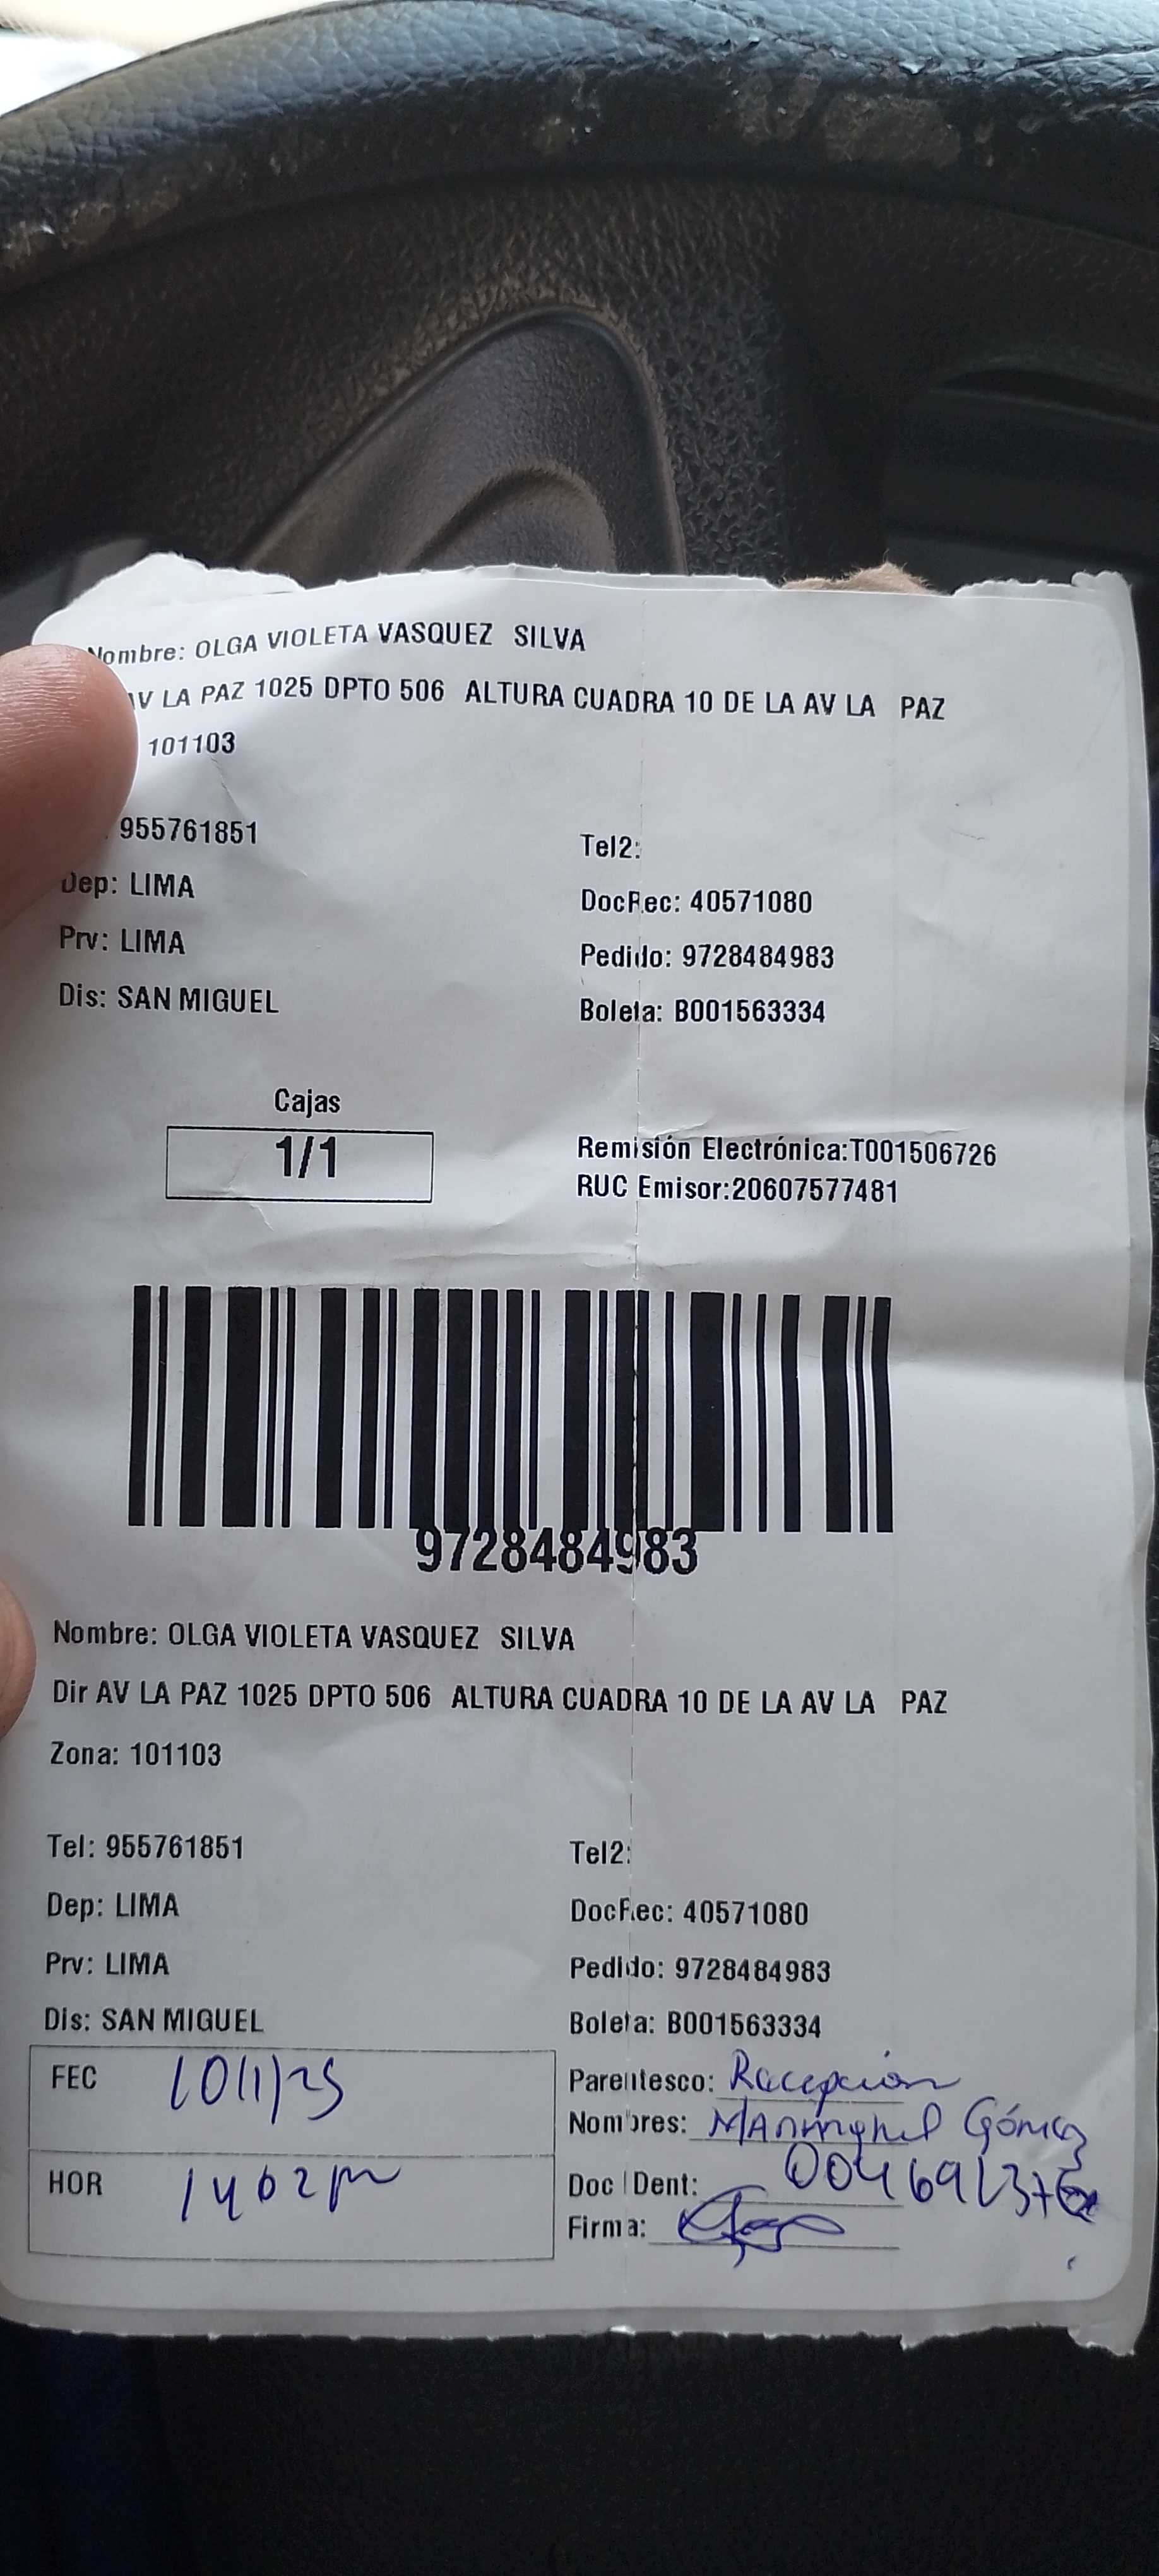 Nombre: OLGA VIOLETA VASQUEZ SILVA
AV LA PAZ 1025 DPTO 506 ALTURA CUADRA 10 DE LA AV LA PAZ
101103
955761851
Tel2:
Dep: LIMA
DocRec: 40571080
Prv: LIMA
Pedido: 9728484983
Dis: SAN MIGUEL
Boleta: B001563334
Cajas
1/1
Remisión Electrónica:T001506726
RUC Emisor:20607577481
9728484983
Nombre: OLGA VIOLETA VASQUEZ SILVA
Dir AV LA PAZ 1025 DPTO 506 ALTURA CUADRA 10 DE LA AV LA PAZ
Zona: 101103
Tel: 955761851
Tel2:
Dep: LIMA
DocRec: 40571080
Prv: LIMA
Pedido: 9728484983
Dis: SAN MIGUEL
Boleta: B001563334
FEC
Parentesco: Recepcion
Nombres: Gómez
HOR 1402 pm
Doc Ident:
Firma: